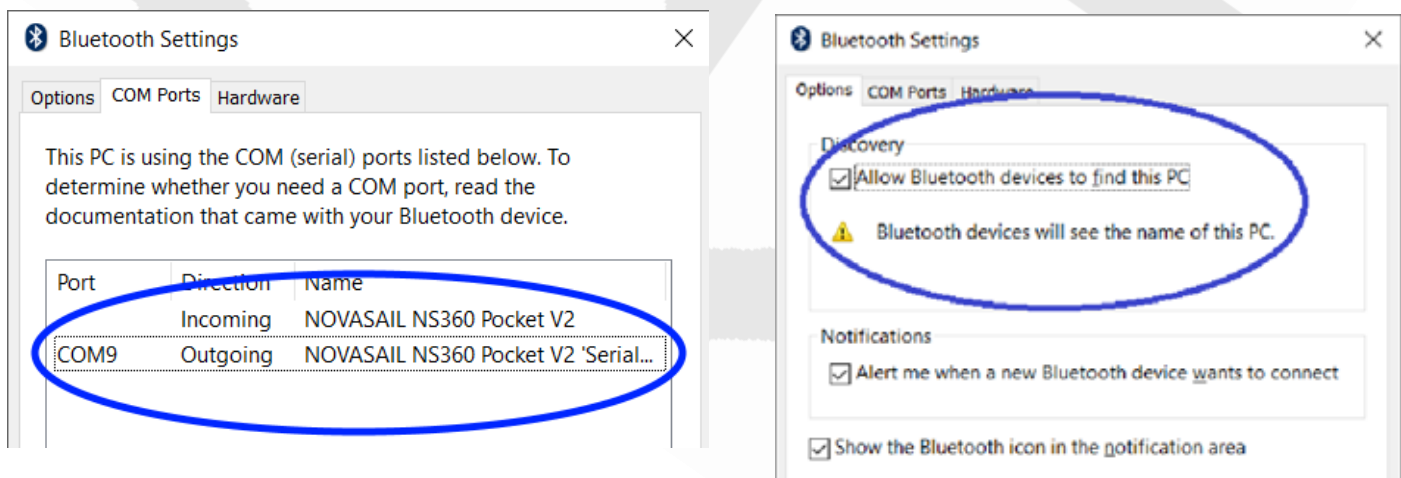 Bluetooth Settings
Options COM Ports Hardware
This PC is using the COM (serial) ports listed below. To
determine whether you need a COM port, read the
documentation that came with your Bluetooth device.
Port Direction Name
Incoming NOVASAIL NS360 Pocket V2
COM9 Outgoing NOVASAIL NS360 Pocket V2 'Serial...
Bluetooth Settings
Options COM Ports Hardware
Discovery
Allow Bluetooth devices to find this PC
Bluetooth devices will see the name of this PC.
Notifications
Alert me when a new Bluetooth device wants to connect
Show the Bluetooth icon in the notification area